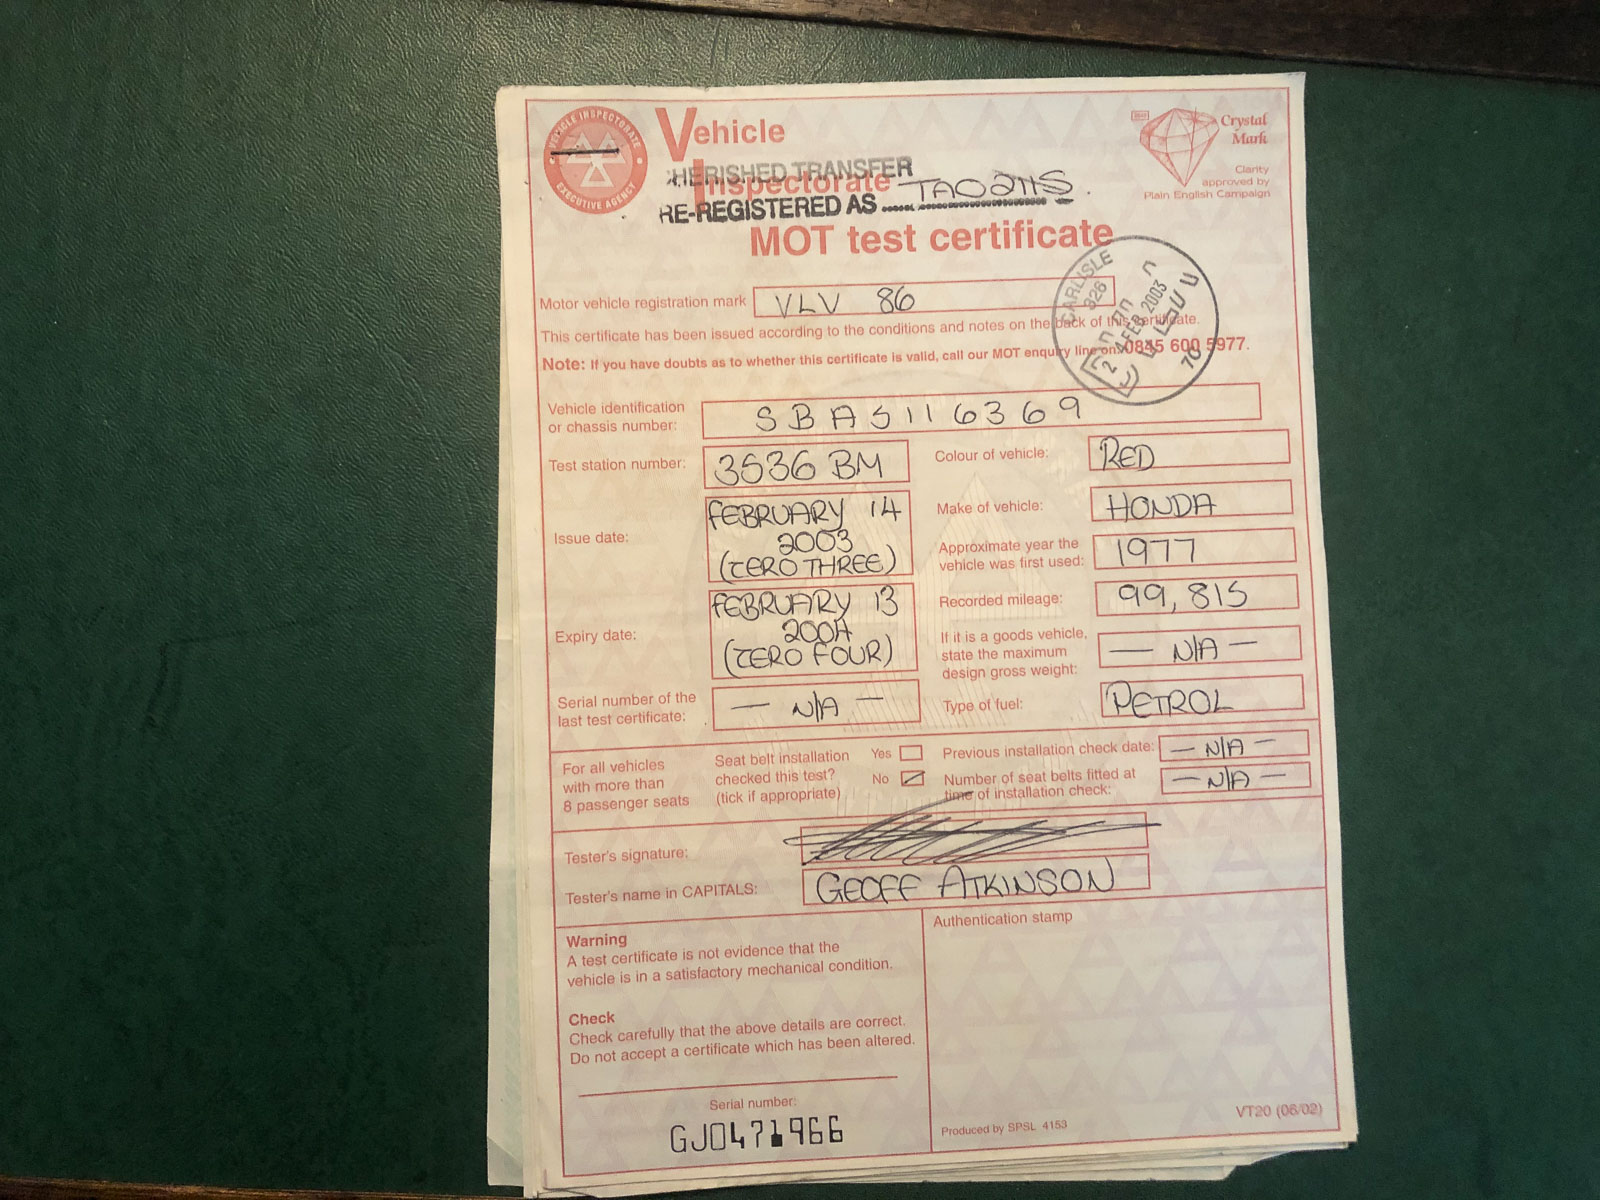 VEHICLE INSPECTORATE
EXECUTIVE AGENCY
Vehicle
Inspectorate
CHERISHED TRANSFER
RE-REGISTERED AS
MOT test certificate
Crystal
Mark
Clarity
approved by
Plain English Campaign
Motor vehicle registration mark VLV 86
This certificate has been issued according to the conditions and notes on the back of this certificate.
Note: If you have doubts as to whether this certificate is valid, call our MOT enquiry line on 0845 600 5977.
CARLISLE
826
FEB 2003
Vehicle identification
or chassis number: SBAS116369
Test station number: 3536 BM
Colour of vehicle: RED
Issue date: FEBRUARY 14
2003
(ZERO THREE)
Make of vehicle: HONDA
Approximate year the
vehicle was first used: 1977
Expiry date: FEBRUARY 13
2004
(ZERO FOUR)
Recorded mileage: 99,815
If it is a goods vehicle,
state the maximum
design gross weight: — N/A —
Serial number of the
last test certificate: — N/A —
Type of fuel: PETROL
For all vehicles
with more than
8 passenger seats
Seat belt installation
checked this test?
(tick if appropriate)
Yes
No
Previous installation check date: — N/A —
Number of seat belts fitted at
time of installation check: — N/A —
Tester's signature:
Tester's name in CAPITALS: GEOFF ATKINSON
Warning
A test certificate is not evidence that the
vehicle is in a satisfactory mechanical condition.
Check
Check carefully that the above details are correct.
Do not accept a certificate which has been altered.
Serial number:
GJ0471966
Authentication stamp
Produced by SPSL 4153
VT20 (06/02)